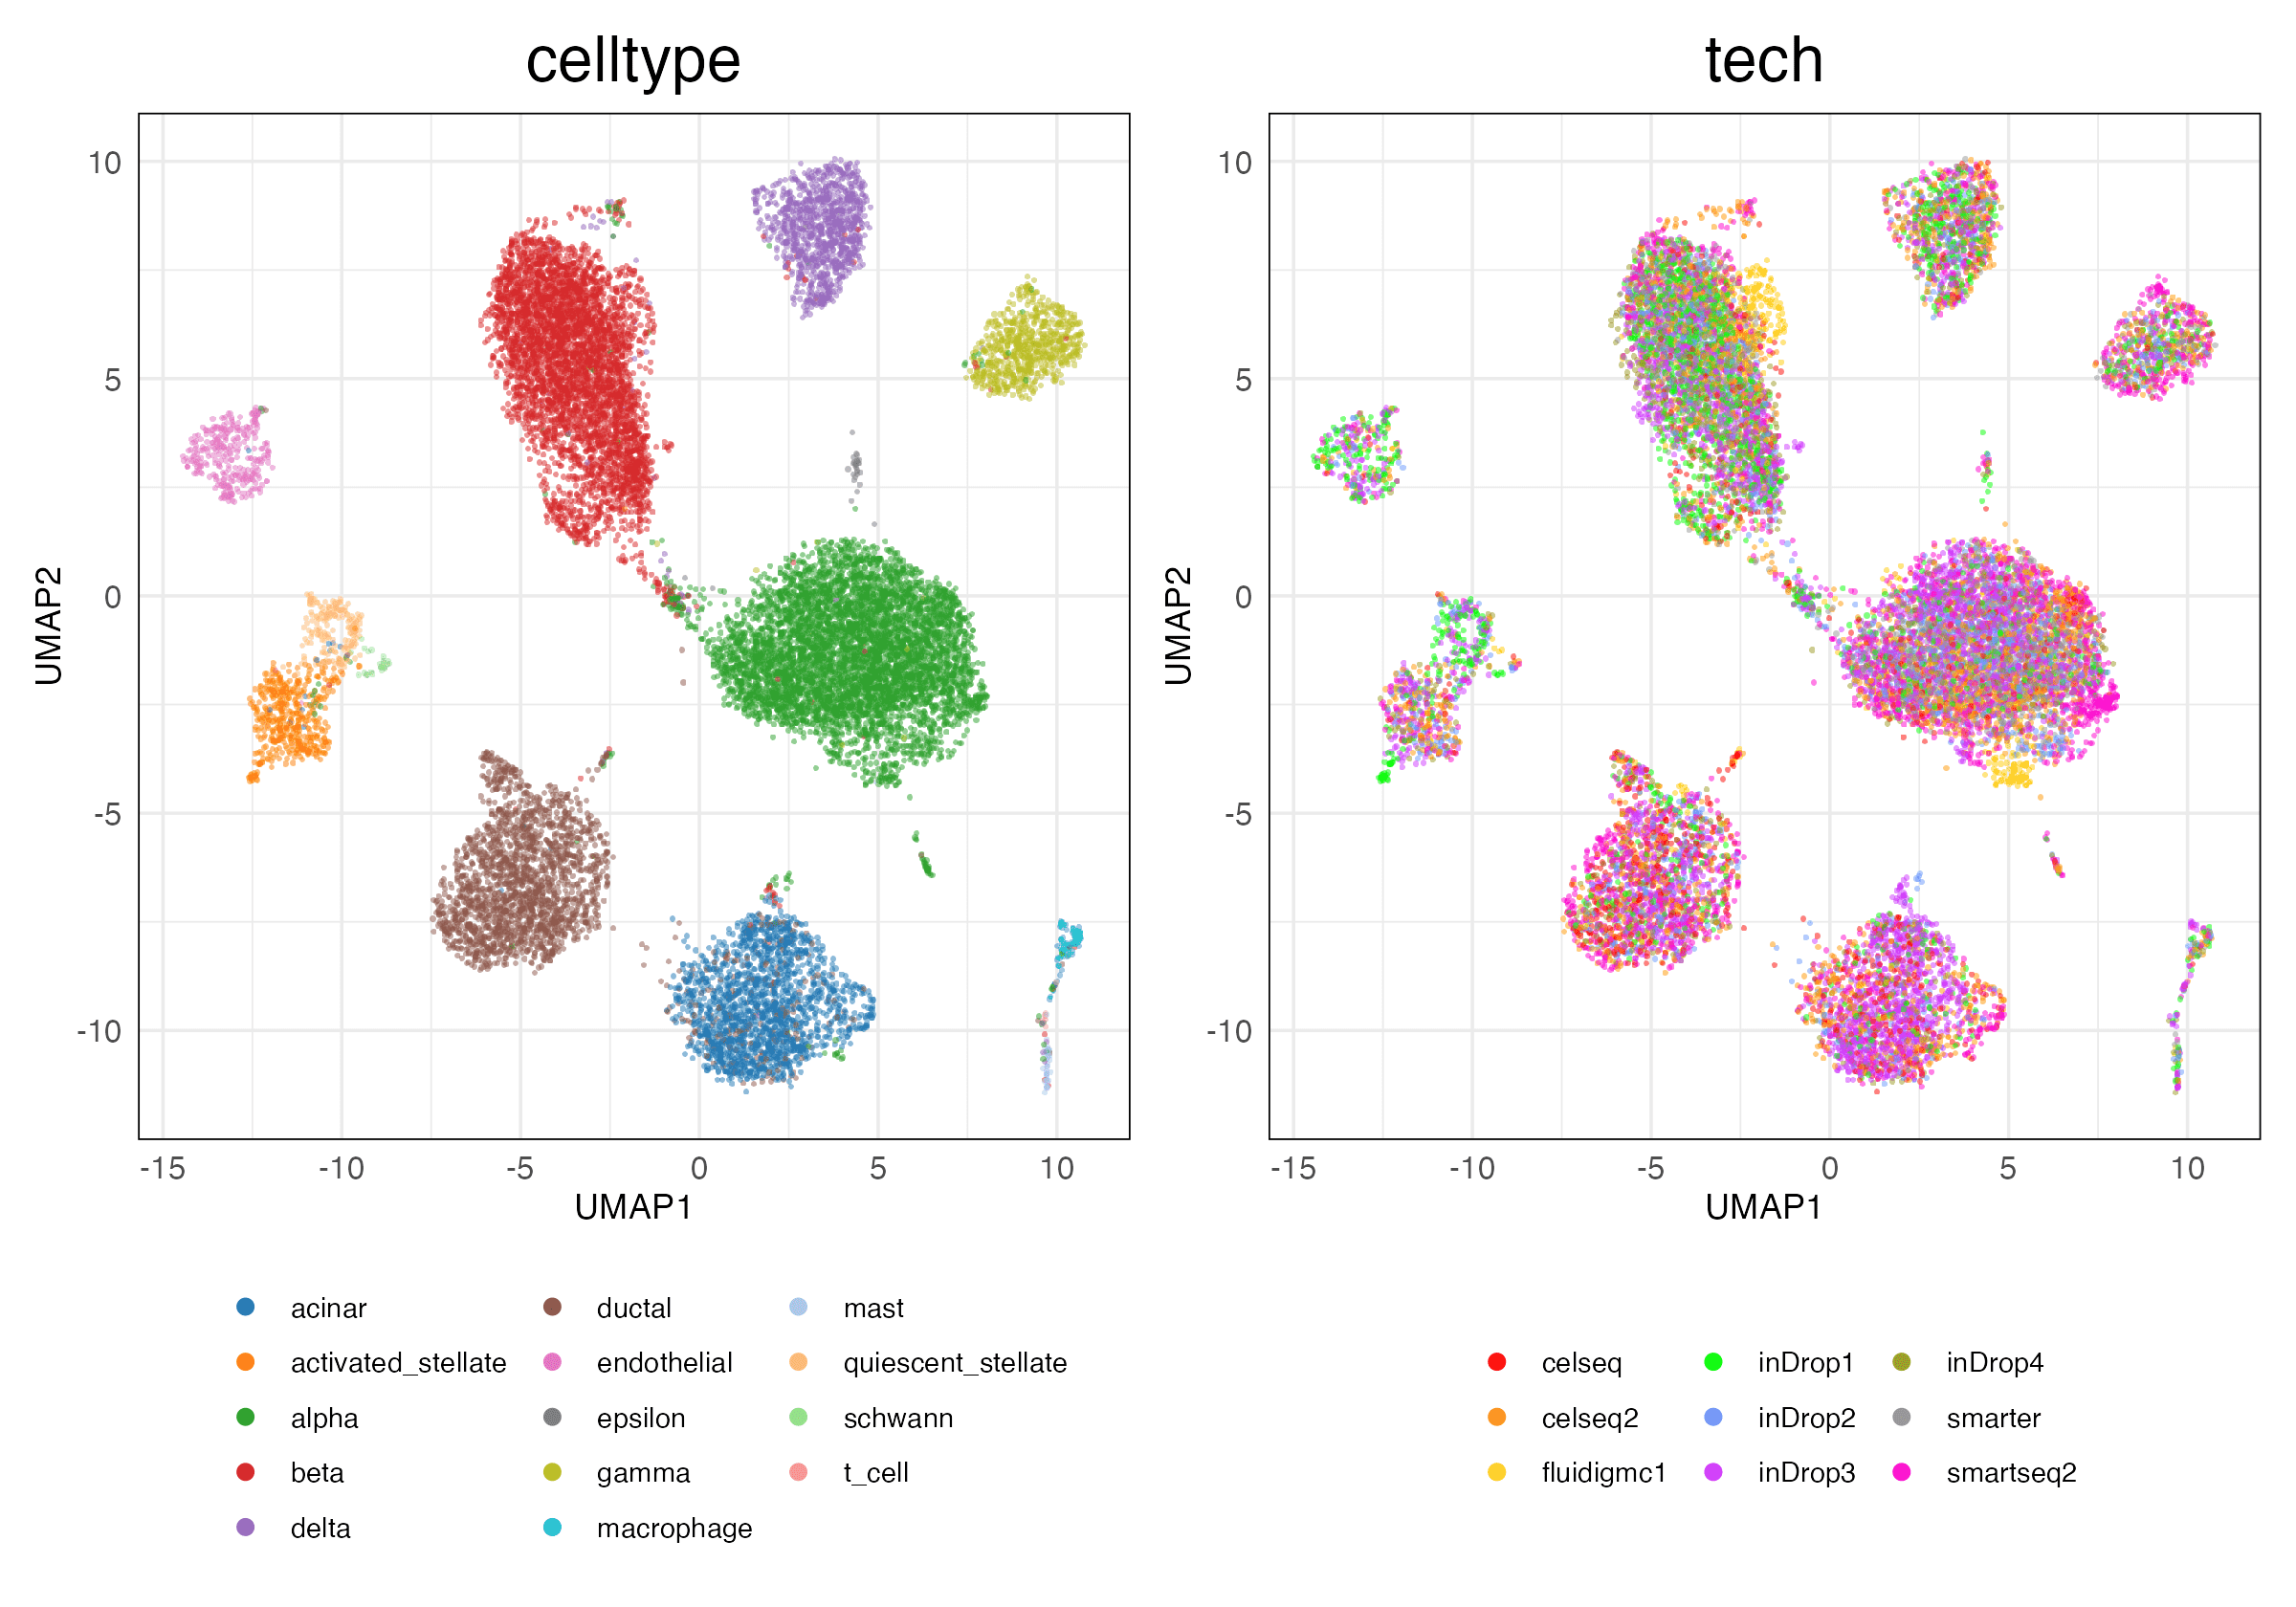 celltype
10
5
0
-5
-10
UMAP2
-15 -10 -5 0 5 10
UMAP1
acinar ductal mast
activated_stellate endothelial quiescent_stellate
alpha epsilon schwann
beta gamma t_cell
delta macrophage
tech
10
5
0
-5
-10
UMAP2
-15 -10 -5 0 5 10
UMAP1
celseq inDrop1 inDrop4
celseq2 inDrop2 smarter
fluidigmc1 inDrop3 smartseq2